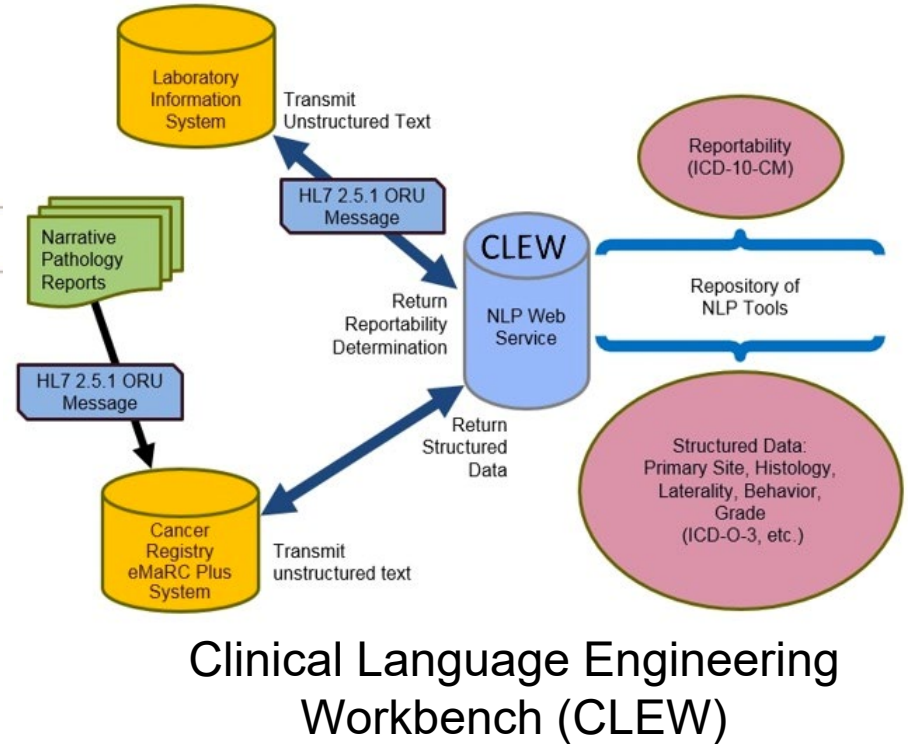 Laboratory
Information
System
Transmit
Unstructured Text
HL7 2.5.1 ORU
Message
Narrative
Pathology
Reports
HL7 2.5.1 ORU
Message
Return
Reportability
Determination
CLEW
NLP Web
Service
Reportability
(ICD-10-CM)
Repository of
NLP Tools
Return
Structured
Data
Structured Data:
Primary Site, Histology,
Laterality, Behavior,
Grade
(ICD-O-3, etc.)
Cancer
Registry
eMaRC Plus
System
Transmit
unstructured text
Clinical Language Engineering
Workbench (CLEW)